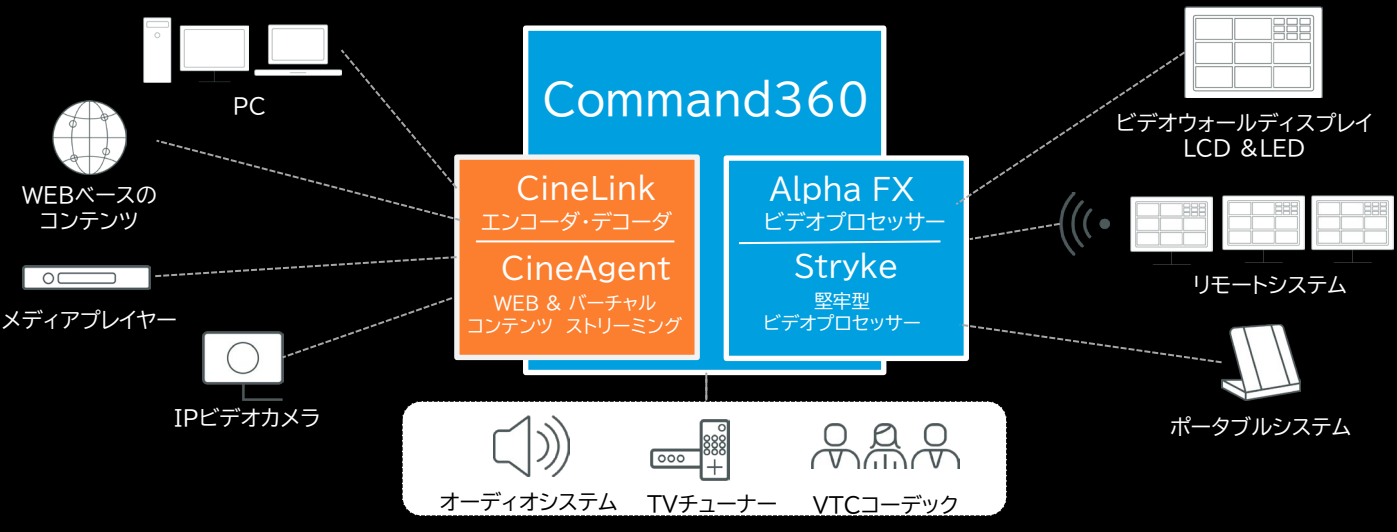 Command360
PC
WEBベースの
コンテンツ
メディアプレイヤー
IPビデオカメラ
CineLink
エンコーダ・デコーダ
CineAgent
WEB & バーチャル
コンテンツ ストリーミング
Alpha FX
ビデオプロセッサー
Stryke
堅牢型
ビデオプロセッサー
ビデオウォールディスプレイ
LCD &LED
リモートシステム
ポータブルシステム
オーディオシステム
TVチューナー
VTCコーデック